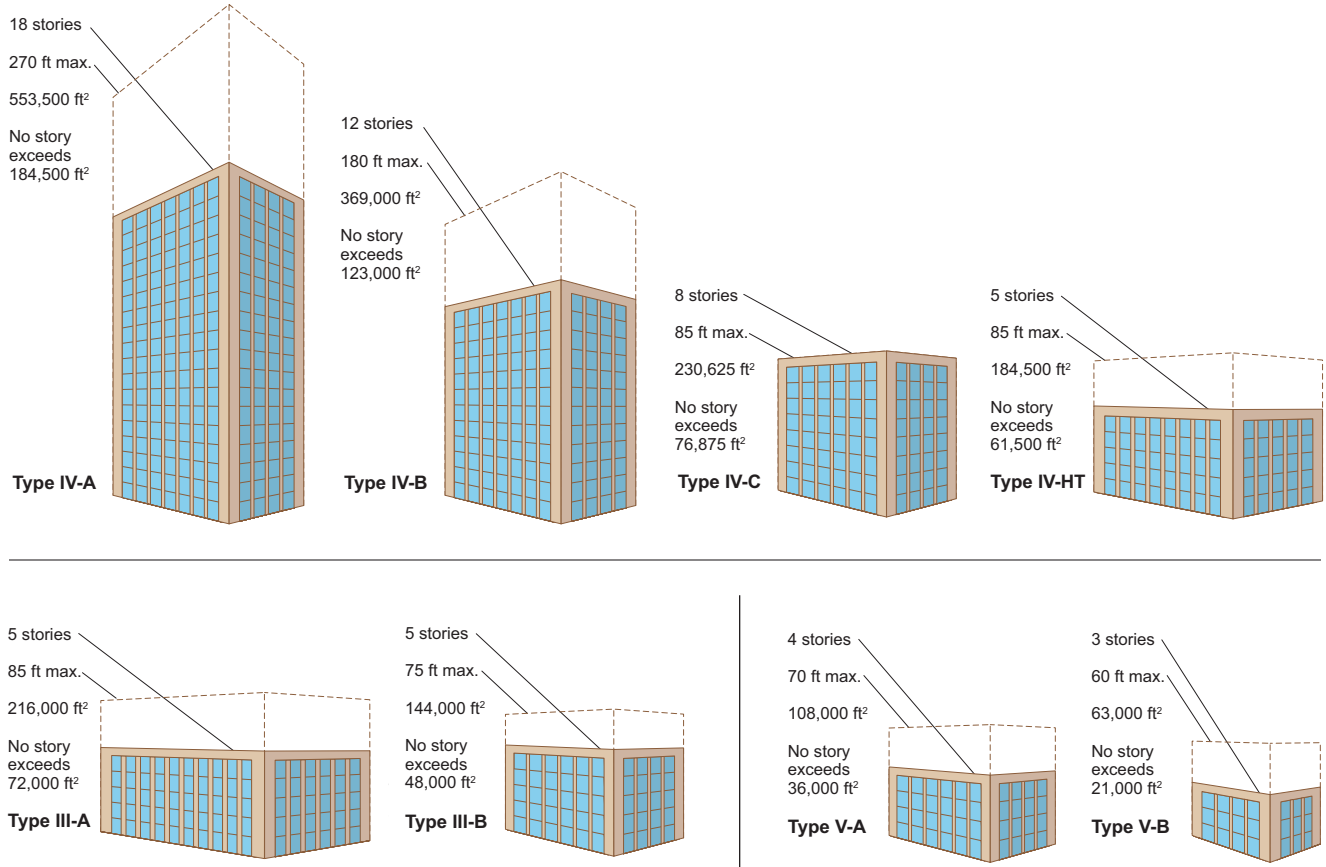 18 stories
270 ft max.
553,500 ft²
No story
exceeds
184,500 ft²
Type IV-A
12 stories
180 ft max.
369,000 ft²
No story
exceeds
123,000 ft²
Type IV-B
8 stories
85 ft max.
230,625 ft²
No story
exceeds
76,875 ft²
Type IV-C
5 stories
85 ft max.
184,500 ft²
No story
exceeds
61,500 ft²
Type IV-HT
5 stories
85 ft max.
216,000 ft²
No story
exceeds
72,000 ft²
Type III-A
5 stories
75 ft max.
144,000 ft²
No story
exceeds
48,000 ft²
Type III-B
4 stories
70 ft max.
108,000 ft²
No story
exceeds
36,000 ft²
Type V-A
3 stories
60 ft max.
63,000 ft²
No story
exceeds
21,000 ft²
Type V-B